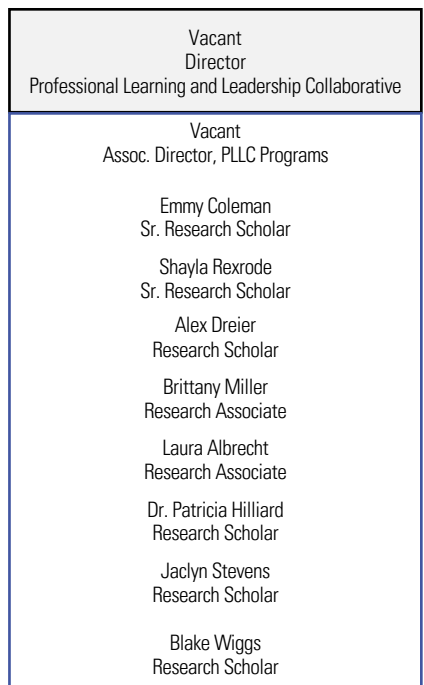 Vacant
Director
Professional Learning and Leadership Collaborative
Vacant
Assoc. Director, PLLC Programs
Emmy Coleman
Sr. Research Scholar
Shayla Rexrode
Sr. Research Scholar
Alex Dreier
Research Scholar
Brittany Miller
Research Associate
Laura Albrecht
Research Associate
Dr. Patricia Hilliard
Research Scholar
Jaclyn Stevens
Research Scholar
Blake Wiggs
Research Scholar